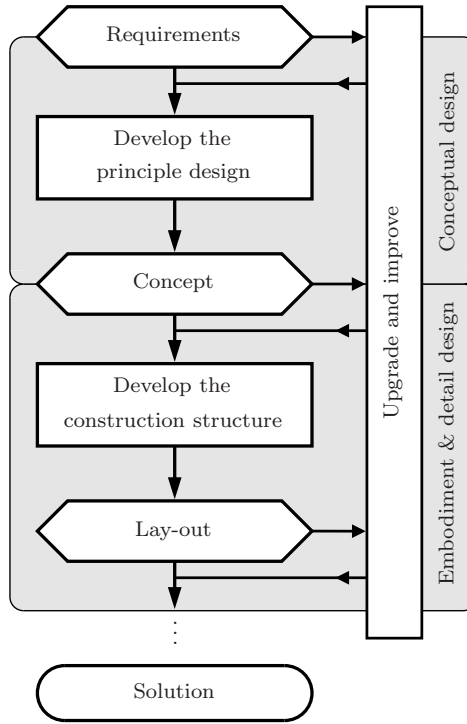 Requirements
Develop the
principle design
Concept
Develop the
construction structure
Lay-out
Solution
Upgrade and improve
Conceptual design
Embodiment & detail design